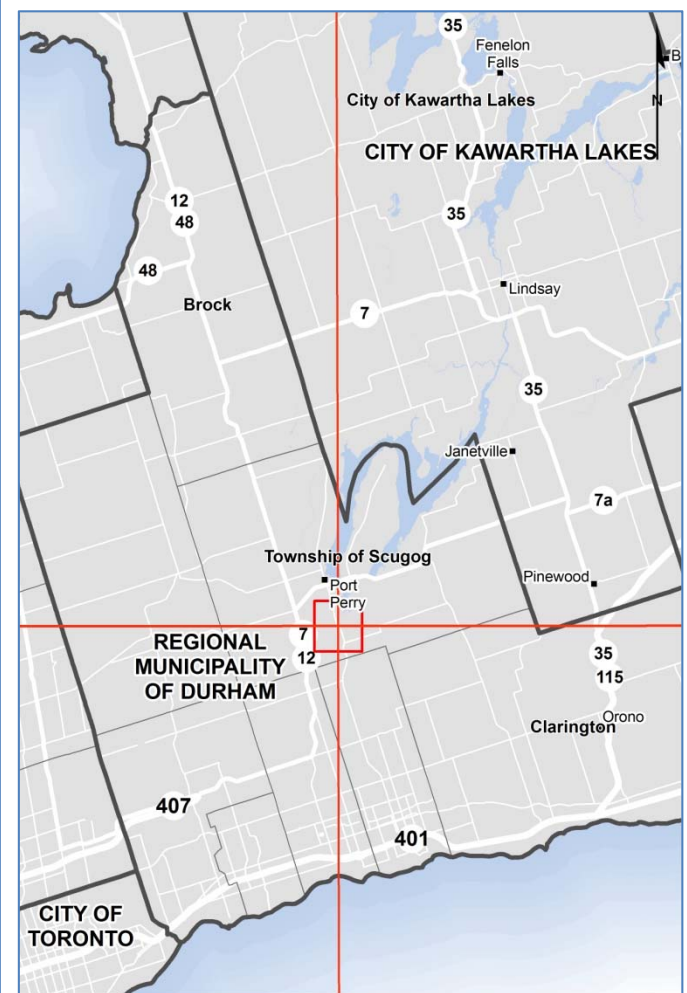 35
Fenelon
Falls
B
City of Kawartha Lakes
N
CITY OF KAWARTHA LAKES
12
48
35
48
Lindsay
Brock
7
35
Janetville
7a
Township of Scugog
Port
Perry
Pinewood
7
12
REGIONAL
MUNICIPALITY
OF DURHAM
35
115
Orono
Clarington
407
401
CITY OF
TORONTO